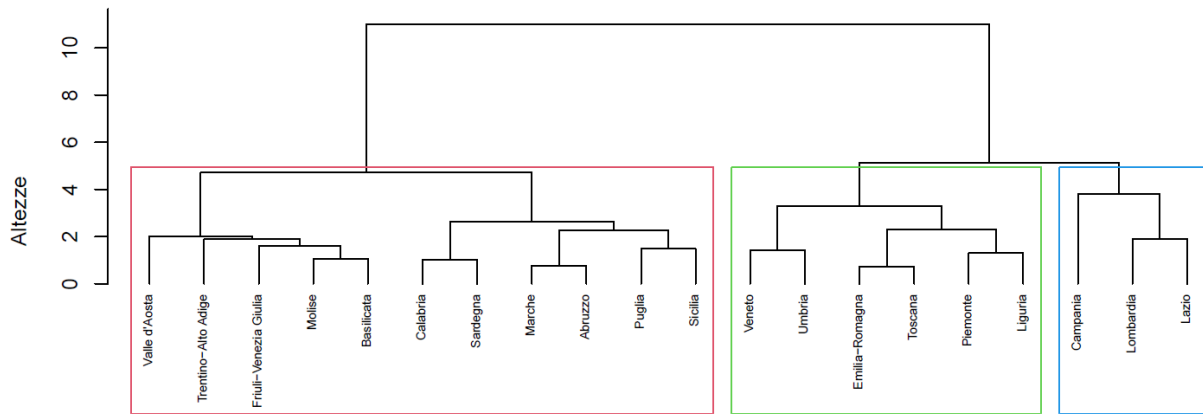 Altezze
10
8
6
4
2
0
Valle d'Aosta
Trentino−Alto Adige
Friuli−Venezia Giulia
Molise
Basilicata
Calabria
Sardegna
Marche
Abruzzo
Puglia
Sicilia
Veneto
Umbria
Emilia−Romagna
Toscana
Piemonte
Liguria
Campania
Lombardia
Lazio